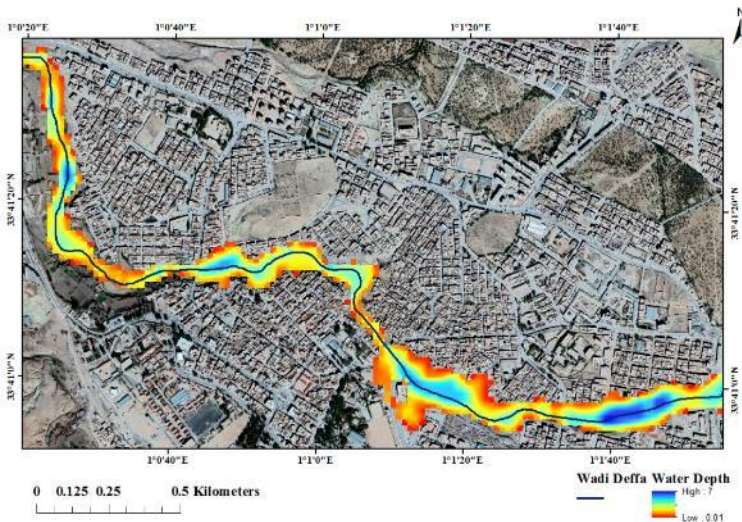 N
1°0'20"E 1°0'40"E 1°1'0"E 1°1'20"E 1°1'40"E
33°41'20"N 33°41'20"N
33°41'0"N 33°41'0"N
1°0'40"E 1°1'0"E 1°1'20"E 1°1'40"E
Wadi Deffa Water Depth
High : 7
Low : 0.01
0 0.125 0.25 0.5 Kilometers